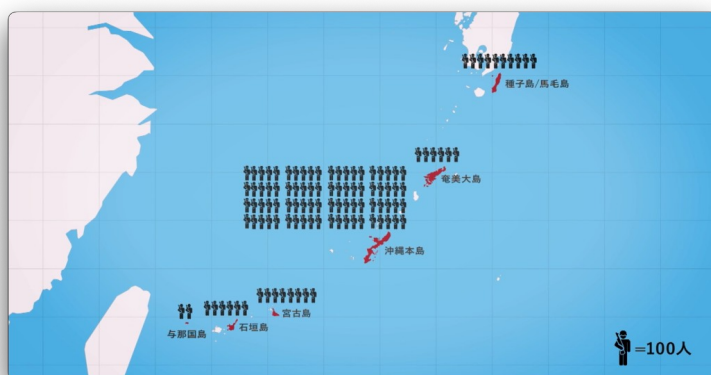 種子島/馬毛島
奄美大島
沖縄本島
宮古島
石垣島
与那国島
=100人